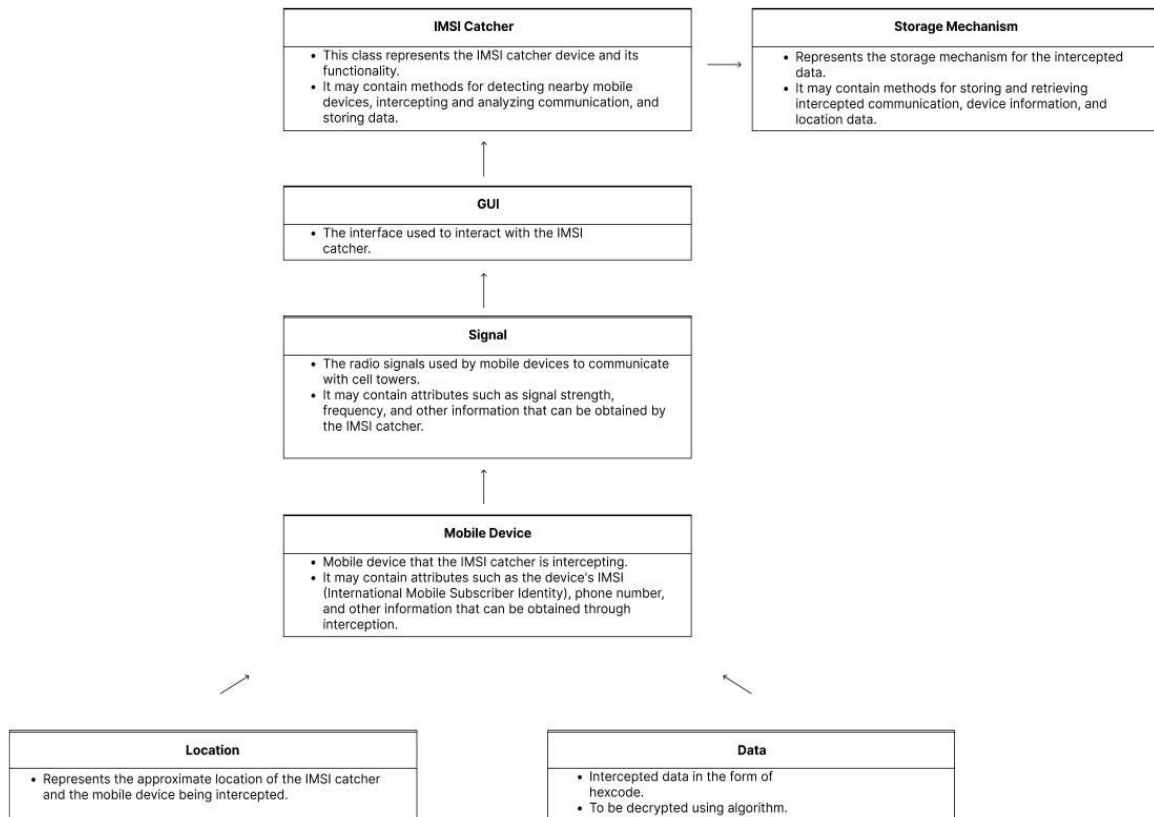 IMSI Catcher
• This class represents the IMSI catcher device and its
functionality.
• It may contain methods for detecting nearby mobile
devices, intercepting and analyzing communication, and
storing data.
Storage Mechanism
• Represents the storage mechanism for the intercepted
data.
• It may contain methods for storing and retrieving
intercepted communication, device information, and
location data.
GUI
• The interface used to interact with the IMSI
catcher.
Signal
• The radio signals used by mobile devices to communicate
with cell towers.
• It may contain attributes such as signal strength,
frequency, and other information that can be obtained by
the IMSI catcher.
Mobile Device
• Mobile device that the IMSI catcher is intercepting.
• It may contain attributes such as the device's IMSI
(International Mobile Subscriber Identity), phone number,
and other information that can be obtained through
interception.
Location
• Represents the approximate location of the IMSI catcher
and the mobile device being intercepted.
Data
• Intercepted data in the form of
hexcode.
• To be decrypted using algorithm.